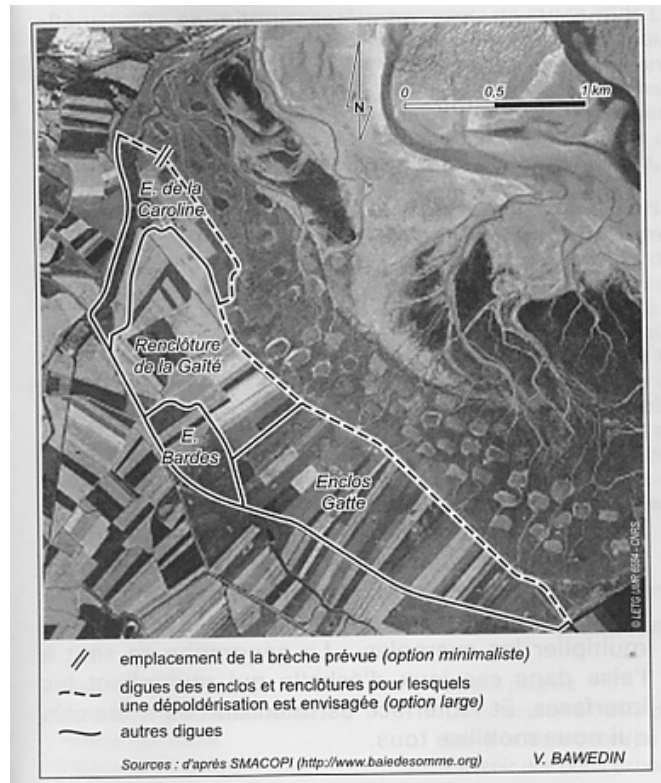 N
0 0,5 1 km
E. de la
Caroline
Renclôture
de la Gaîté
E.
Bardes
Enclos
Gatte
© LETG UMR 6554 - CNRS
emplacement de la brèche prévue (option minimaliste)
digues des enclos et renclôtures pour lesquels
une dépoldérisation est envisagée (option large)
autres digues
Sources : d'après SMACOPI (http://www.baiedesomme.org)
V. BAWEDIN